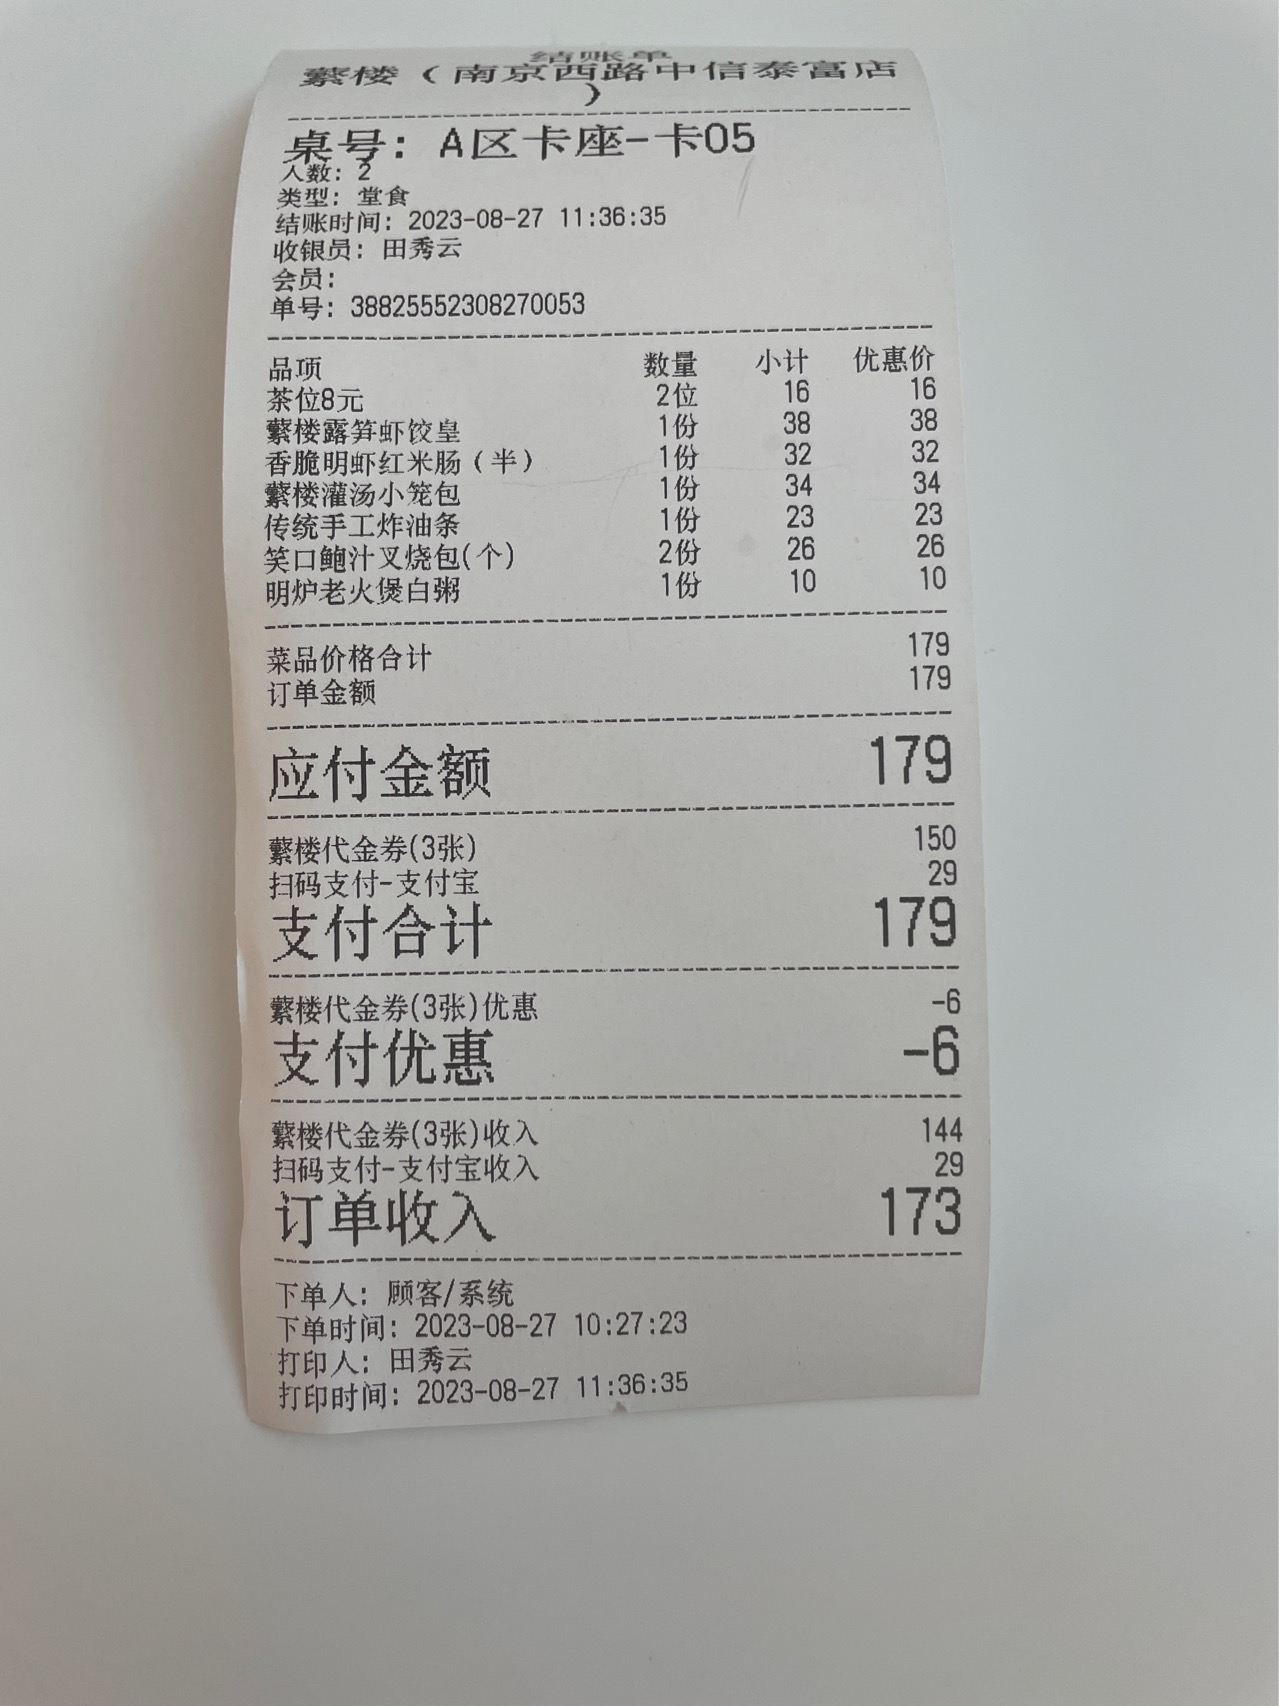 结账单
蘩楼（南京西路中信泰富店
）
桌号: A区卡座-卡05
人数: 2
类型: 堂食
结账时间: 2023-08-27 11:36:35
收银员: 田秀云
会员:
单号: 38825552308270053
品项 数量 小计 优惠价
茶位8元 2位 16 16
蘩楼露笋虾饺皇 1份 38 38
香脆明虾红米肠（半） 1份 32 32
蘩楼灌汤小笼包 1份 34 34
传统手工炸油条 1份 23 23
笑口鲍汁叉烧包(个) 2份 26 26
明炉老火煲白粥 1份 10 10
菜品价格合计 179
订单金额 179
应付金额 179
蘩楼代金券(3张) 150
扫码支付-支付宝 29
支付合计 179
蘩楼代金券(3张)优惠 -6
支付优惠 -6
蘩楼代金券(3张)收入 144
扫码支付-支付宝收入 29
订单收入 173
下单人: 顾客/系统
下单时间: 2023-08-27 10:27:23
打印人: 田秀云
打印时间: 2023-08-27 11:36:35